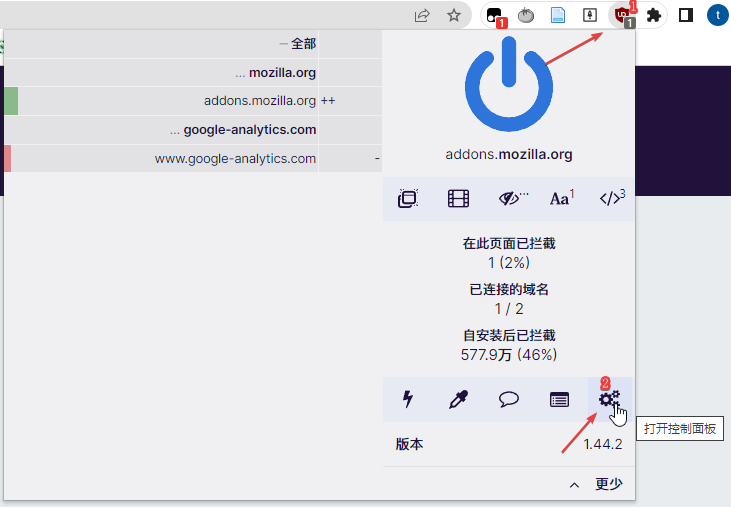 1
1
1
t
– 全部
... mozilla.org
addons.mozilla.org ++
... google-analytics.com
www.google-analytics.com -
addons.mozilla.org
... Aa 1 </> 3
在此页面已拦截
1 (2%)
已连接的域名
1 / 2
自安装后已拦截
577.9万 (46%)
2
打开控制面板
版本 1.44.2
更少